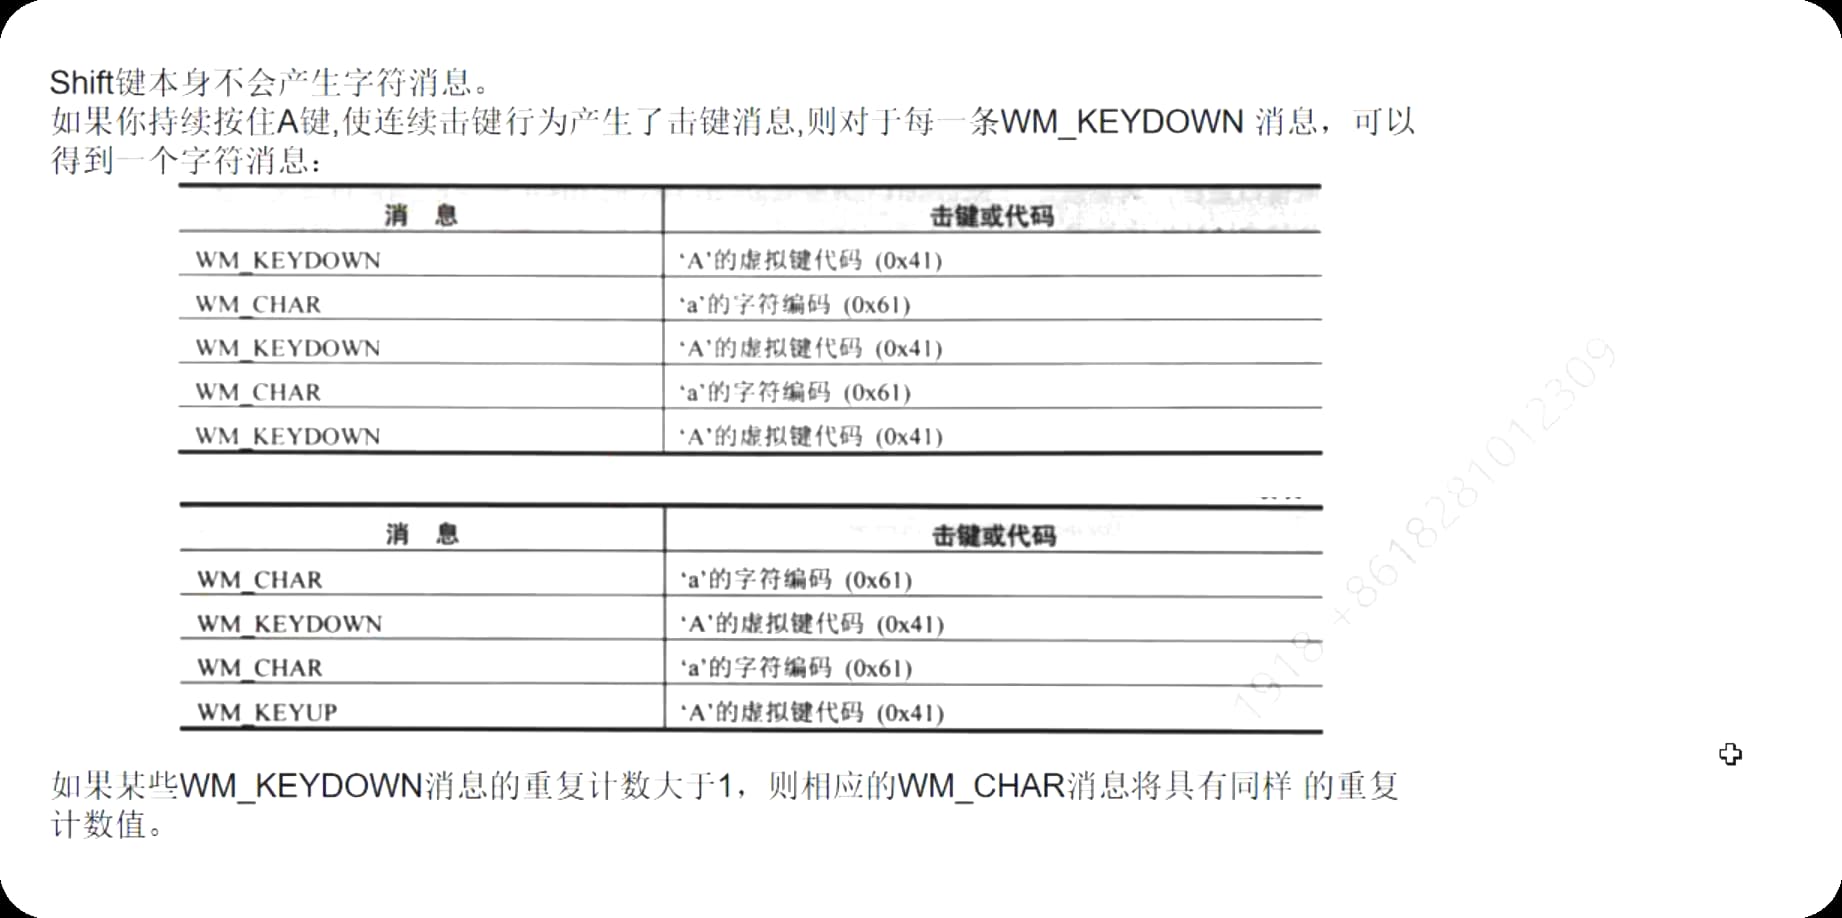 Shift键本身不会产生字符消息。
如果你持续按住A键,使连续击键行为产生了击键消息,则对于每一条WM_KEYDOWN 消息，可以
得到一个字符消息：
消 息 击键或代码
WM_KEYDOWN ‘A’的虚拟键代码 (0x41)
WM_CHAR ‘a’的字符编码 (0x61)
WM_KEYDOWN ‘A’的虚拟键代码 (0x41)
WM_CHAR ‘a’的字符编码 (0x61)
WM_KEYDOWN ‘A’的虚拟键代码 (0x41)
消 息 击键或代码
WM_CHAR ‘a’的字符编码 (0x61)
WM_KEYDOWN ‘A’的虚拟键代码 (0x41)
WM_CHAR ‘a’的字符编码 (0x61)
WM_KEYUP ‘A’的虚拟键代码 (0x41)
如果某些WM_KEYDOWN消息的重复计数大于1，则相应的WM_CHAR消息将具有同样 的重复
计数值。
1918 +8618281012309